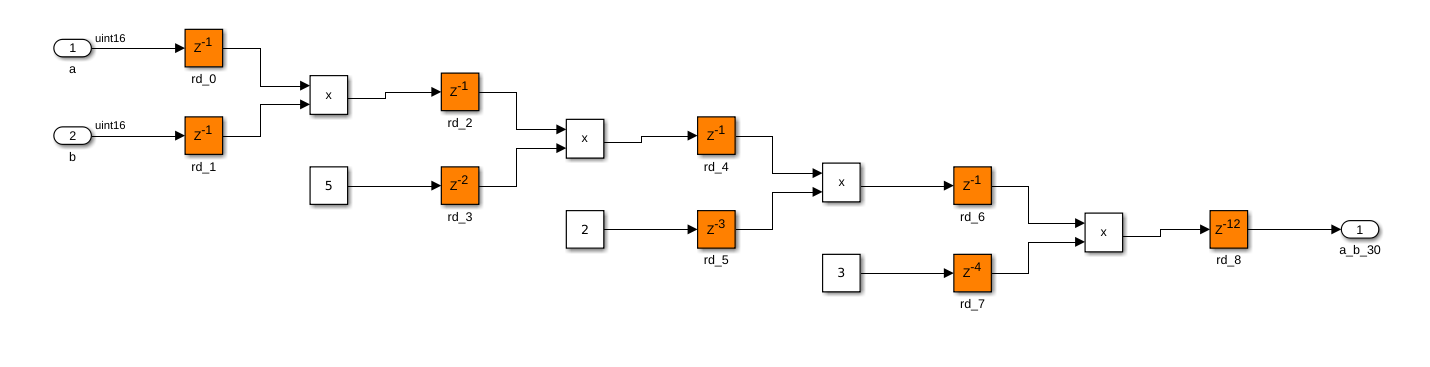 1
uint16
a
Z-1
rd_0
2
uint16
b
Z-1
rd_1
x
Z-1
rd_2
5
Z-2
rd_3
x
Z-1
rd_4
2
Z-3
rd_5
x
Z-1
rd_6
3
Z-4
rd_7
x
Z-12
rd_8
1
a_b_30